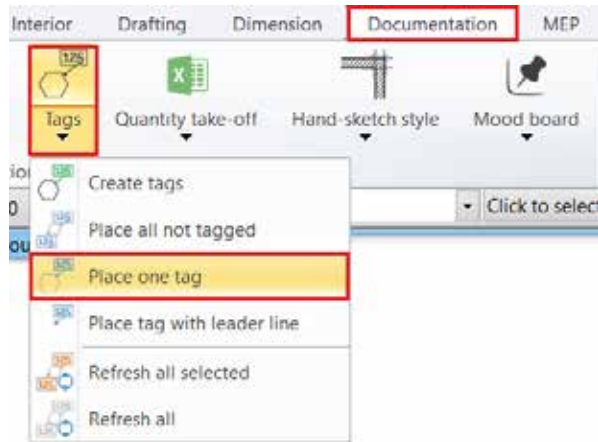 Interior Drafting Dimension Documentation MEP
Tags Quantity take-off Hand-sketch style Mood board
Create tags
Click to select
Place all not tagged
Place one tag
Place tag with leader line
Refresh all selected
Refresh all